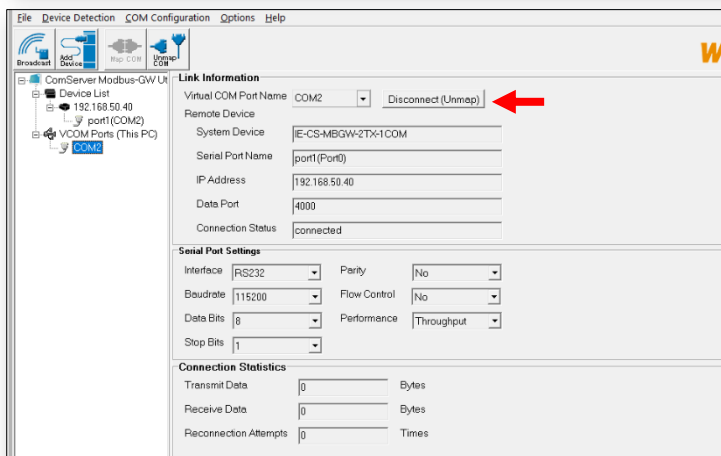 File Device Detection COM Configuration Options Help
Broadcast Add Device Map COM Unmap COM
W
ComServer Modbus-GW Ut
Device List
192.168.50.40
port1(COM2)
VCOM Ports (This PC)
COM2
Link Information
Virtual COM Port Name COM2 Disconnect (Unmap)
Remote Device
System Device IE-CS-MBGW-2TX-1COM
Serial Port Name port1(Port0)
IP Address 192.168.50.40
Data Port 4000
Connection Status connected
Serial Port Settings
Interface RS232 Parity No
Baudrate 115200 Flow Control No
Data Bits 8 Performance Throughput
Stop Bits 1
Connection Statistics
Transmit Data 0 Bytes
Receive Data 0 Bytes
Reconnection Attempts 0 Times